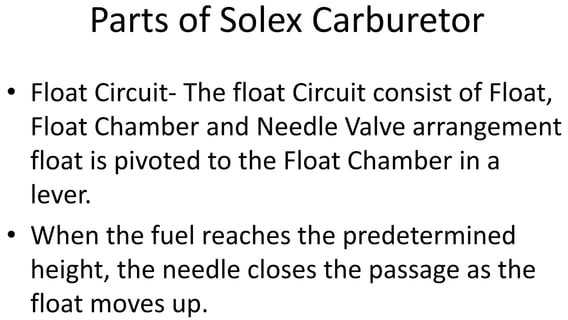 Parts of Solex Carburetor
• Float Circuit- The float Circuit consist of Float,
Float Chamber and Needle Valve arrangement
float is pivoted to the Float Chamber in a
lever.
• When the fuel reaches the predetermined
height, the needle closes the passage as the
float moves up.